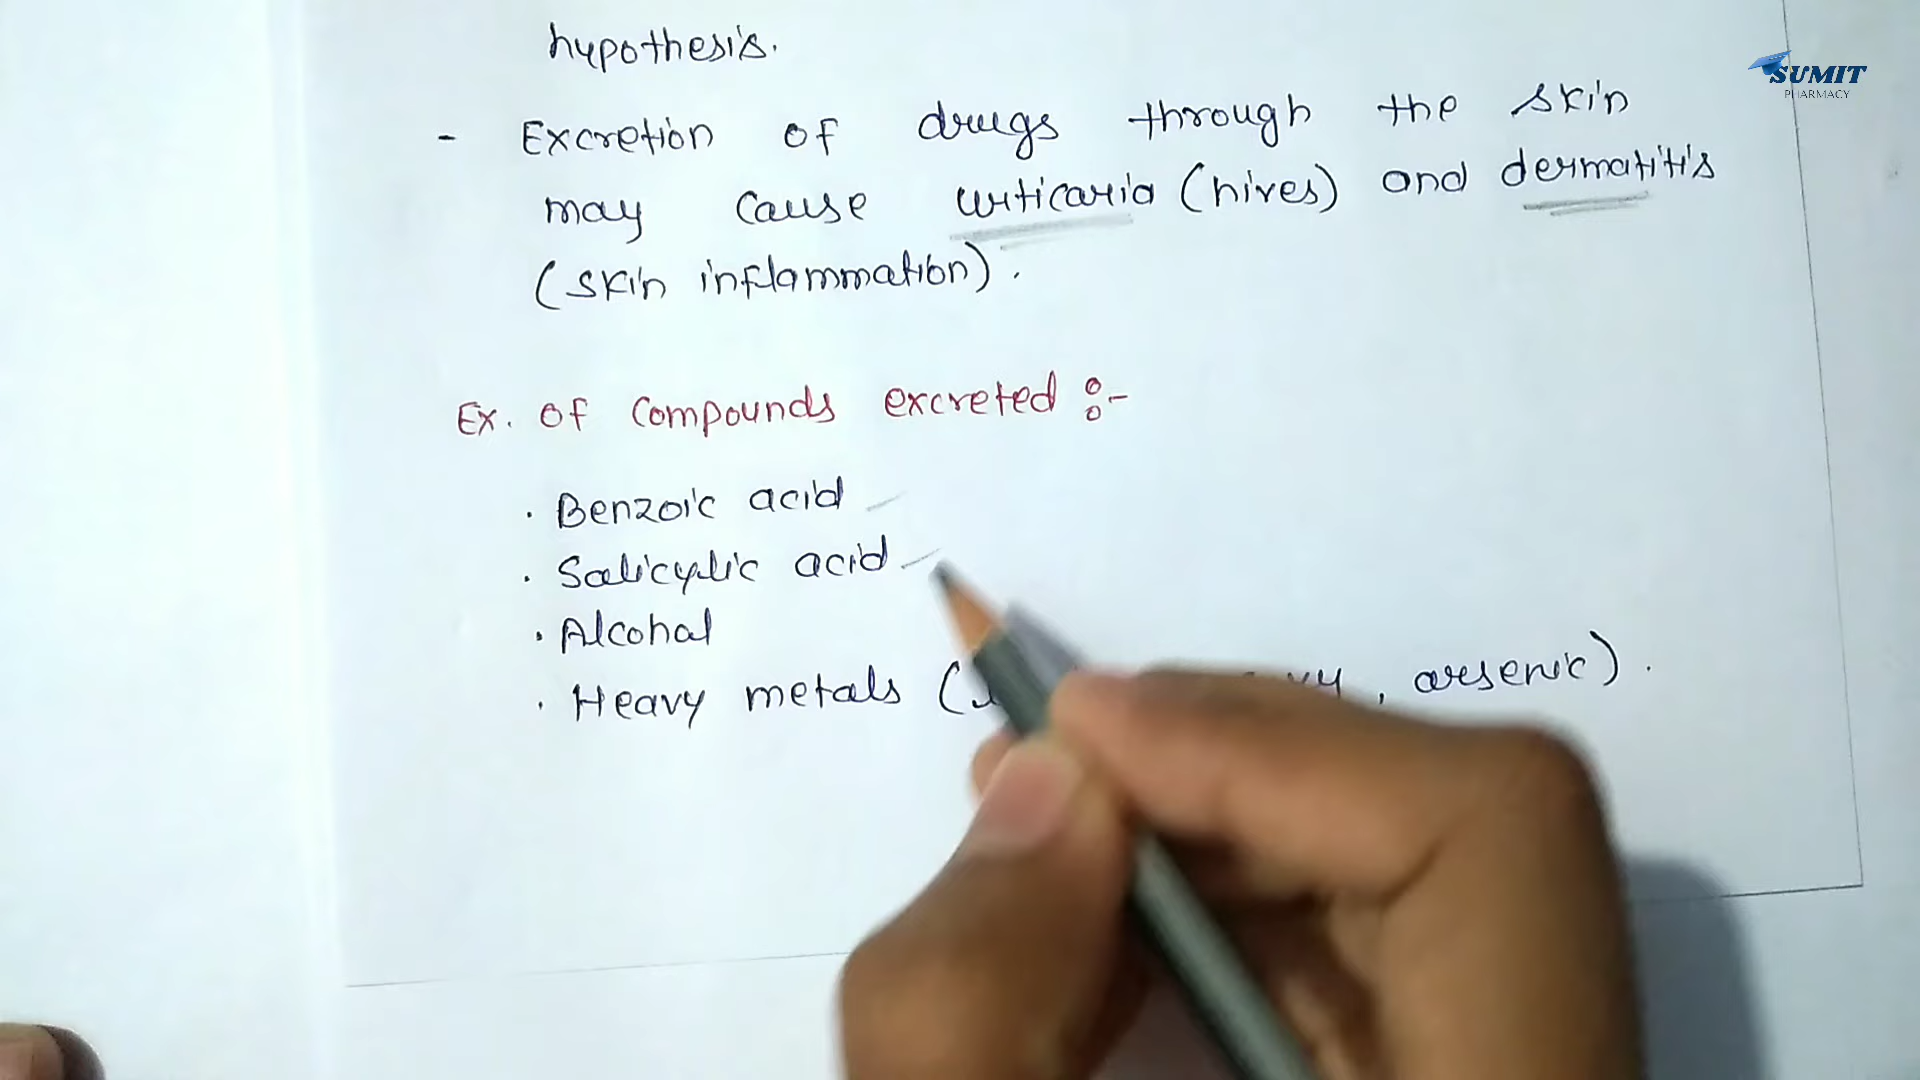 hypothesis.
SUMIT
PHARMACY
- Excretion of drugs through the skin
may cause urticaria (hives) and dermatitis
(skin inflammation).
Ex. of compounds excreted :-
· Benzoic acid
· Salicylic acid
· Alcohal
· Heavy metals ( , arsenic).